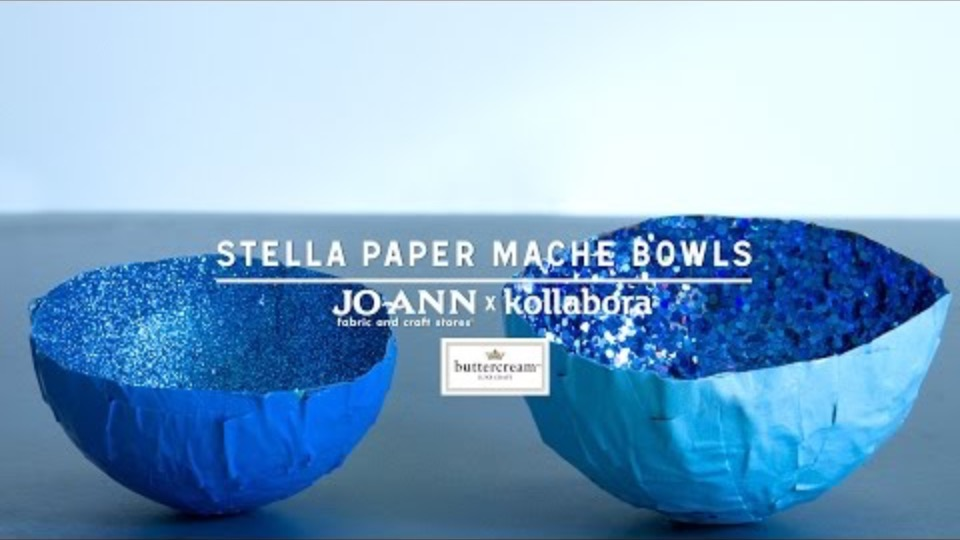 STELLA PAPER MACHE BOWLS
JO-ANN x kollabora
fabric and craft stores
buttercream